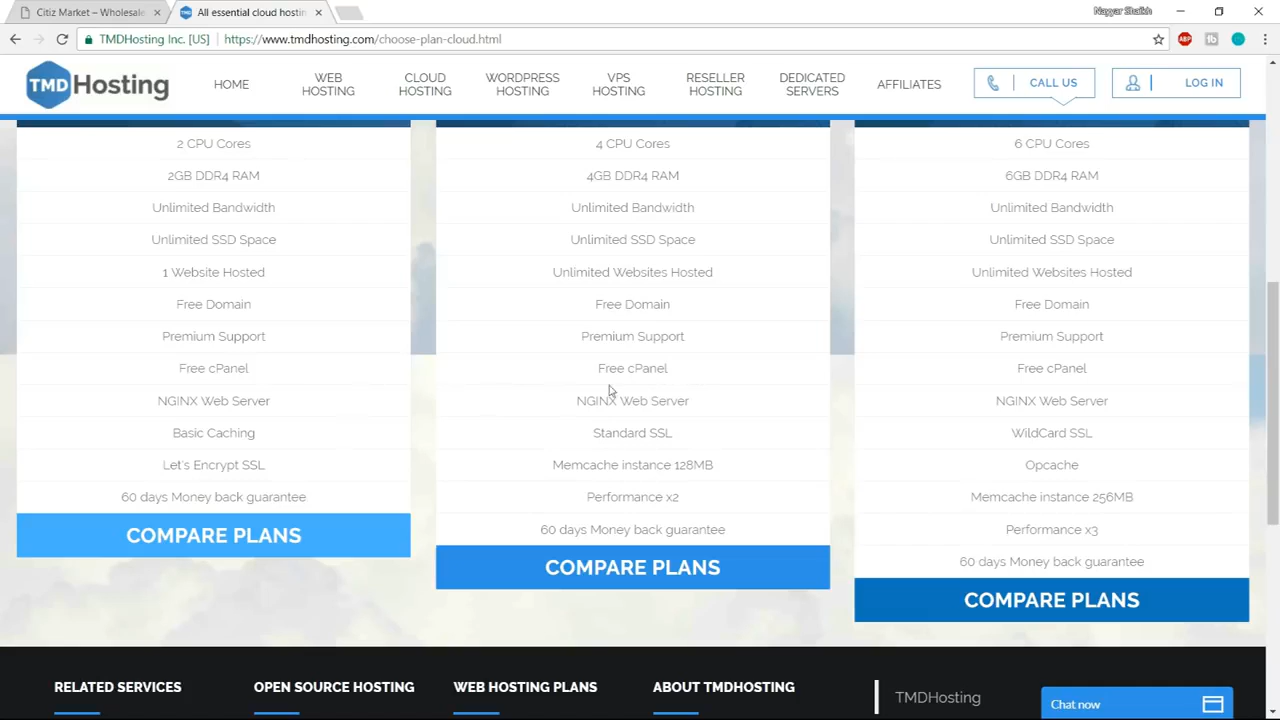 Citiz Market – Wholesale
All essential cloud hostin
Nayyar Shaikh
TMDHosting Inc. [US]
https://www.tmdhosting.com/choose-plan-cloud.html
ABP
TMDHosting
HOME
WEB
HOSTING
CLOUD
HOSTING
WORDPRESS
HOSTING
VPS
HOSTING
RESELLER
HOSTING
DEDICATED
SERVERS
AFFILIATES
CALL US
LOG IN
2 CPU Cores
2GB DDR4 RAM
Unlimited Bandwidth
Unlimited SSD Space
1 Website Hosted
Free Domain
Premium Support
Free cPanel
NGINX Web Server
Basic Caching
Let's Encrypt SSL
60 days Money back guarantee
COMPARE PLANS
4 CPU Cores
4GB DDR4 RAM
Unlimited Bandwidth
Unlimited SSD Space
Unlimited Websites Hosted
Free Domain
Premium Support
Free cPanel
NGINX Web Server
Standard SSL
Memcache instance 128MB
Performance x2
60 days Money back guarantee
COMPARE PLANS
6 CPU Cores
6GB DDR4 RAM
Unlimited Bandwidth
Unlimited SSD Space
Unlimited Websites Hosted
Free Domain
Premium Support
Free cPanel
NGINX Web Server
WildCard SSL
Opcache
Memcache instance 256MB
Performance x3
60 days Money back guarantee
COMPARE PLANS
RELATED SERVICES
OPEN SOURCE HOSTING
WEB HOSTING PLANS
ABOUT TMDHOSTING
TMDHosting
Chat now